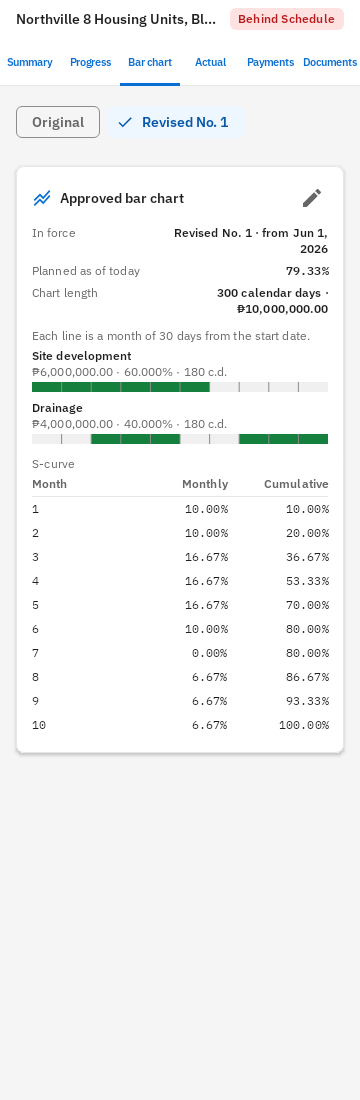 Northville 8 Housing Units, Bl...
Behind Schedule
Summary Progress Bar chart Actual Payments Documents
Original
Revised No. 1
Approved bar chart
In force Revised No. 1 · from Jun 1,
2026
Planned as of today 79.33%
Chart length 300 calendar days ·
₱10,000,000.00
Each line is a month of 30 days from the start date.
Site development
₱6,000,000.00 · 60.000% · 180 c.d.
Drainage
₱4,000,000.00 · 40.000% · 180 c.d.
S-curve
Month Monthly Cumulative
1 10.00% 10.00%
2 10.00% 20.00%
3 16.67% 36.67%
4 16.67% 53.33%
5 16.67% 70.00%
6 10.00% 80.00%
7 0.00% 80.00%
8 6.67% 86.67%
9 6.67% 93.33%
10 6.67% 100.00%